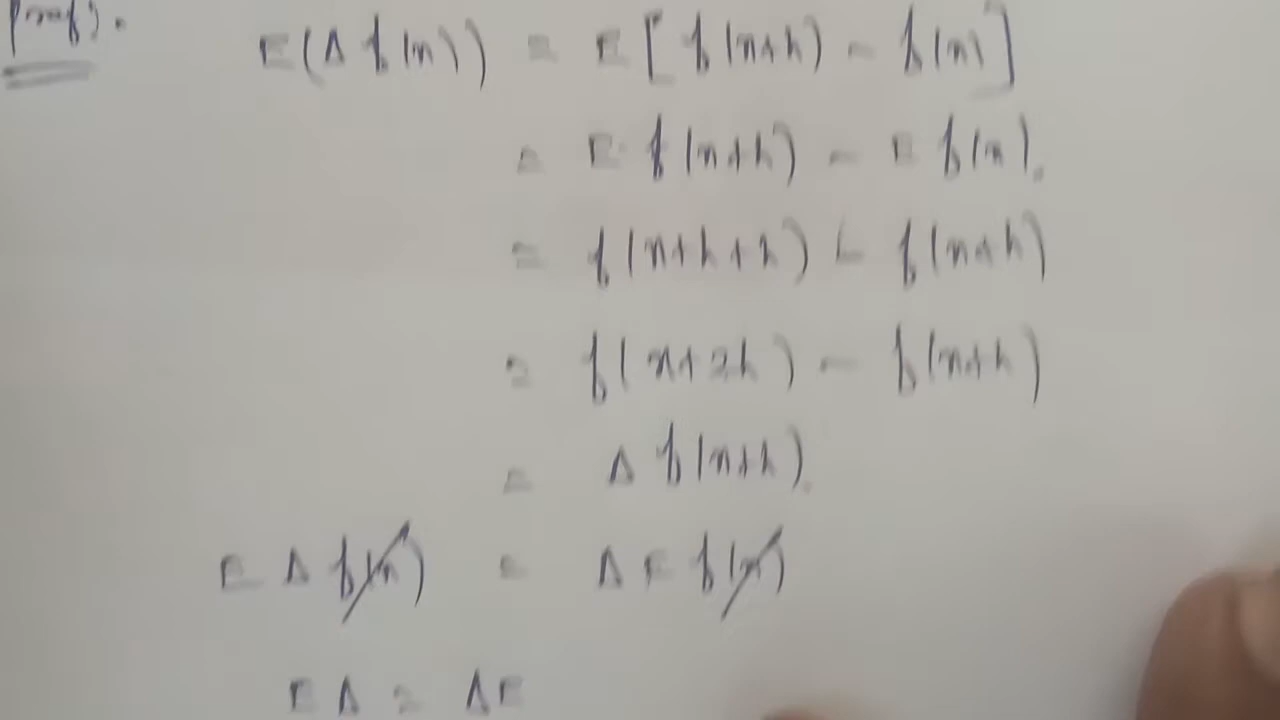 Proof:
E(Δ f(x)) = E[f(x+h) - f(x)]
= E f(x+h) - E f(x).
= f(x+h+h) - f(x+h)
= f(x+2h) - f(x+h)
= Δ f(x+h).
E Δ f(x) = Δ E f(x)
E Δ = Δ E